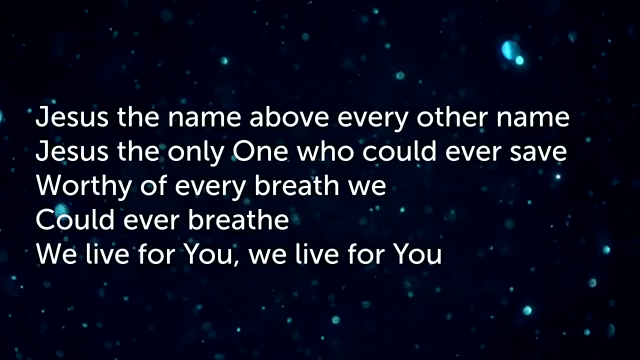 Jesus the name above every other name
Jesus the only One who could ever save
Worthy of every breath we
Could ever breathe
We live for You, we live for You